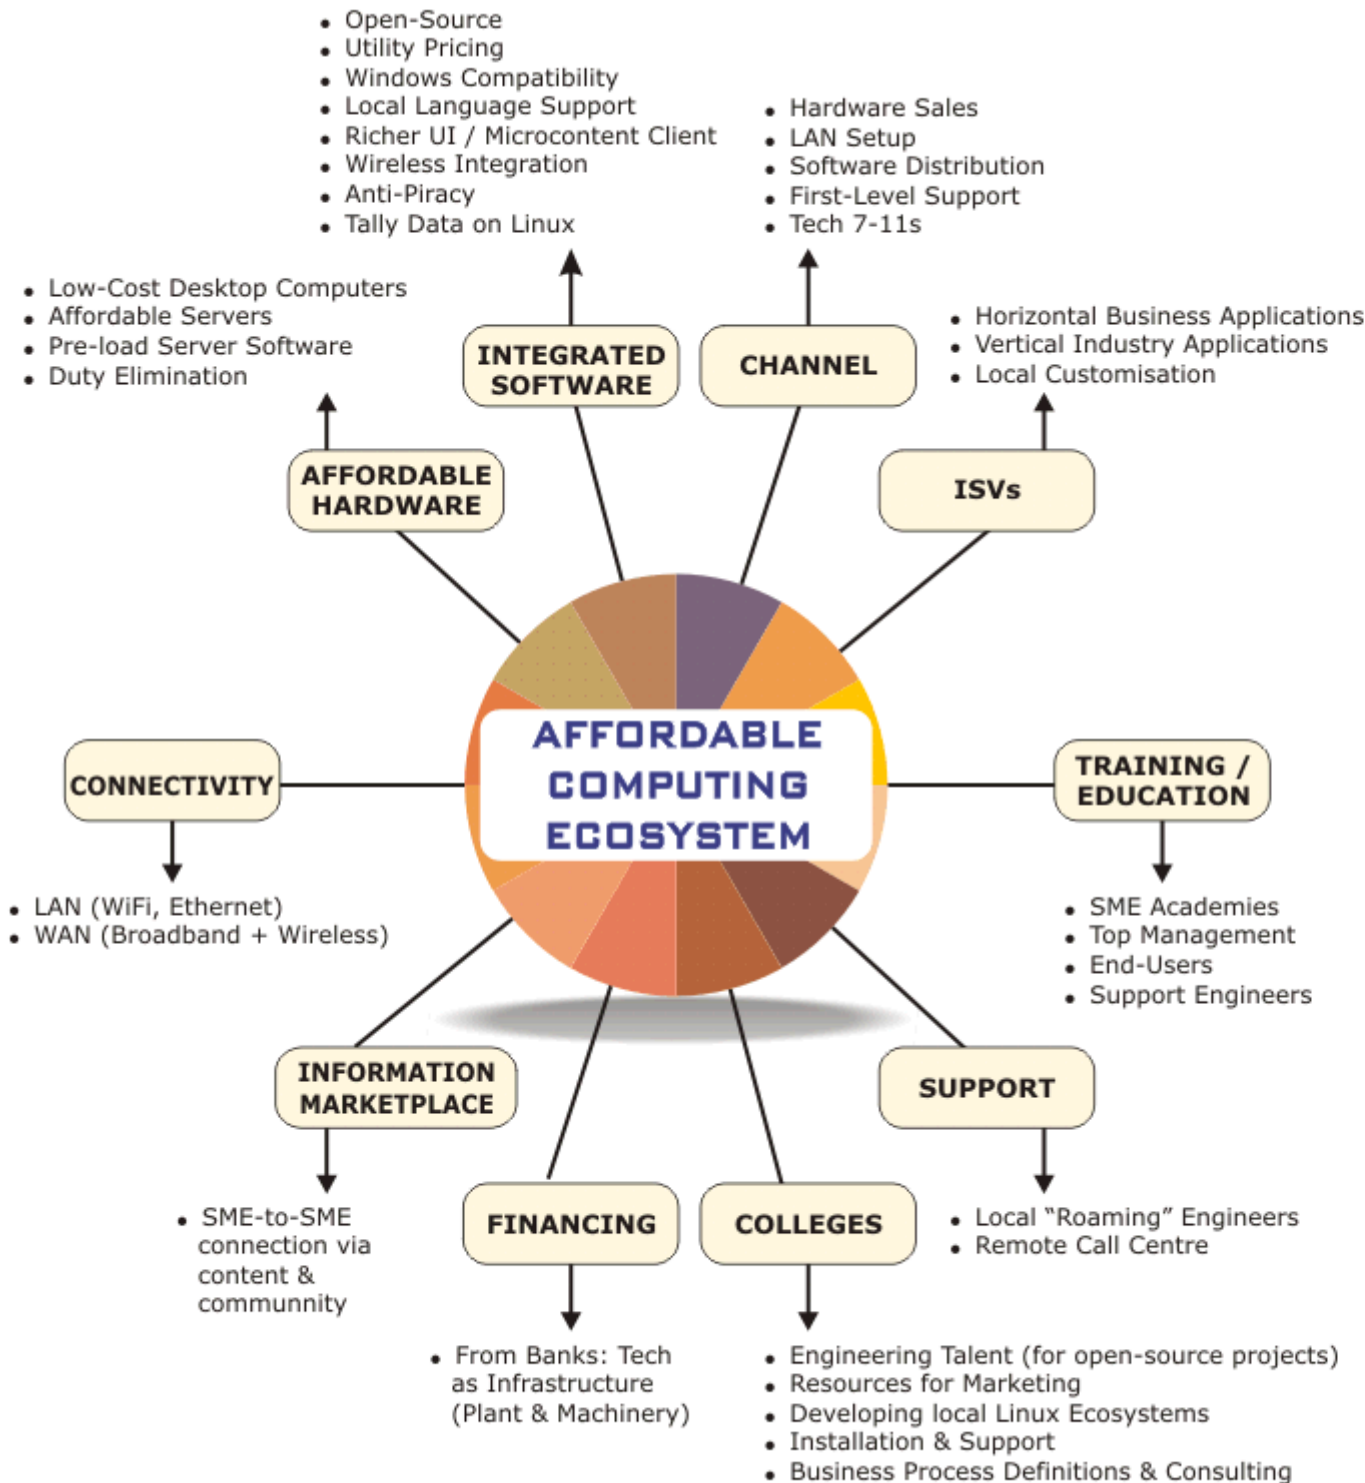 • Open-Source
• Utility Pricing
• Windows Compatibility
• Local Language Support
• Richer UI / Microcontent Client
• Wireless Integration
• Anti-Piracy
• Tally Data on Linux
• Hardware Sales
• LAN Setup
• Software Distribution
• First-Level Support
• Tech 7-11s
• Low-Cost Desktop Computers
• Affordable Servers
• Pre-load Server Software
• Duty Elimination
• Horizontal Business Applications
• Vertical Industry Applications
• Local Customisation
INTEGRATED
SOFTWARE
CHANNEL
AFFORDABLE
HARDWARE
ISVs
AFFORDABLE
COMPUTING
ECOSYSTEM
CONNECTIVITY
TRAINING /
EDUCATION
• LAN (WiFi, Ethernet)
• WAN (Broadband + Wireless)
• SME Academies
• Top Management
• End-Users
• Support Engineers
INFORMATION
MARKETPLACE
SUPPORT
• SME-to-SME
connection via
content &
communnity
FINANCING
COLLEGES
• Local “Roaming” Engineers
• Remote Call Centre
• From Banks: Tech
as Infrastructure
(Plant & Machinery)
• Engineering Talent (for open-source projects)
• Resources for Marketing
• Developing local Linux Ecosystems
• Installation & Support
• Business Process Definitions & Consulting